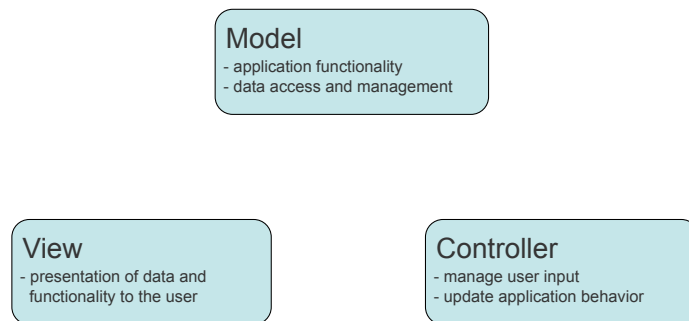 Model
- application functionality
- data access and management
View
- presentation of data and
functionality to the user
Controller
- manage user input
- update application behavior